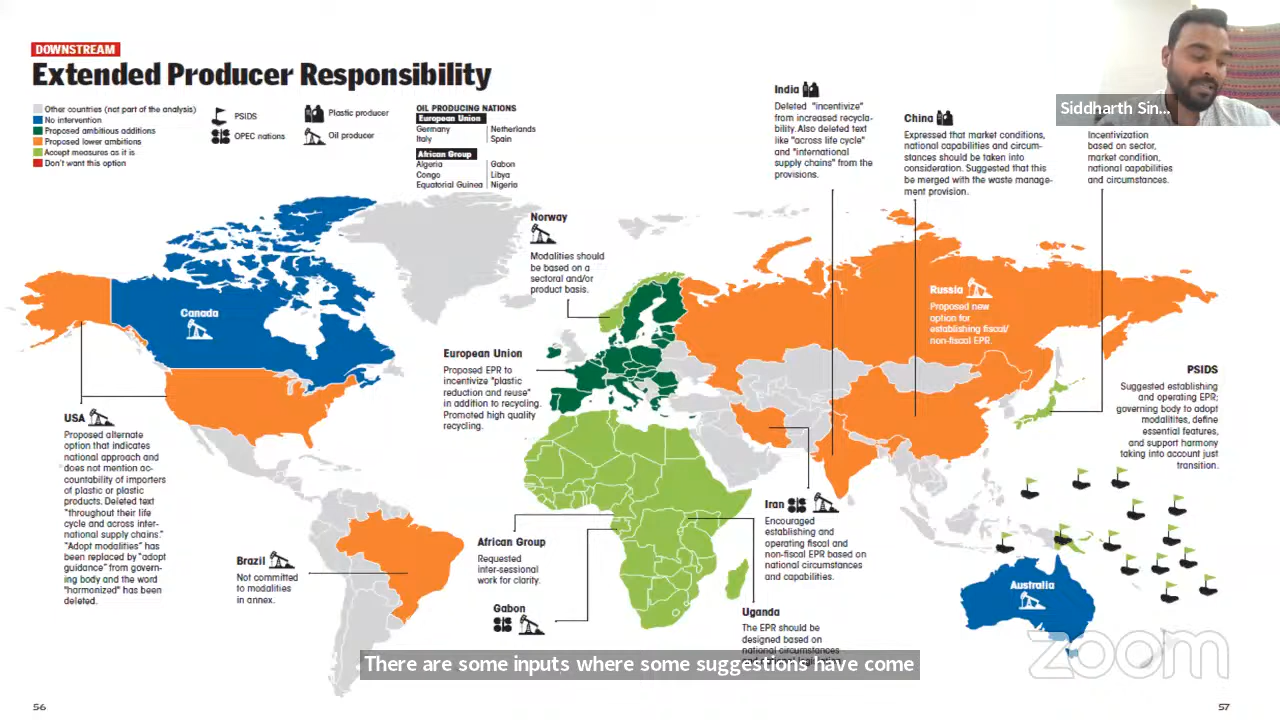 DOWNSTREAM
Extended Producer Responsibility
Other countries (not part of the analysis)
No intervention
Proposed ambitious additions
Proposed lower ambitions
Accept measures as it is
Don't want this option
PSIDS
OPEC nations
Plastic producer
Oil producer
OIL PRODUCING NATIONS
European Union
Germany
Netherlands
Italy
Spain
African Group
Algeria
Gabon
Congo
Libya
Equatorial Guinea
Nigeria
India
Deleted "incentivize"
from increased recycla-
bility. Also deleted text
like "across life cycle"
and "international
supply chains" from the
provisions.
China
Expressed that market conditions,
national capabilities and circum-
stances should be taken into
consideration. Suggested that this
be merged with the waste manage-
ment provision.
Siddharth Sin...
Incentivization
based on sector,
market condition,
national capabilities
and circumstances.
Norway
Modalities should
be based on a
sectoral and/or
product basis.
Canada
Russia
Proposed new
option for
establishing fiscal/
non-fiscal EPR.
European Union
Proposed EPR to
incentivize "plastic
reduction and reuse"
in addition to recycling.
Promoted high quality
recycling.
PSIDS
Suggested establishing
and operating EPR;
governing body to adopt
modalitites, define
essential features,
and support harmony
taking into account just
transition.
USA
Proposed alternate
option that indicates
national approach and
does not mention ac-
countability of importers
of plastic or plastic
products. Deleted text
"throughout their life
cycle and across inter-
national supply chains."
"Adopt modalities" has
been replaced by "adopt
guidance" from govern-
ing body and the word
"harmonized" has been
deleted.
Brazil
Not committed
to modalities
in annex.
African Group
Requested
inter-sessional
work for clarity.
Gabon
Iran
Encouraged
establishing and
operating fiscal and
non-fiscal EPR based on
national circumstances
and capabilities.
Uganda
The EPR should be
designed based on
national circumstances
Australia
There are some inputs where some suggestions have come
zoom
56
57